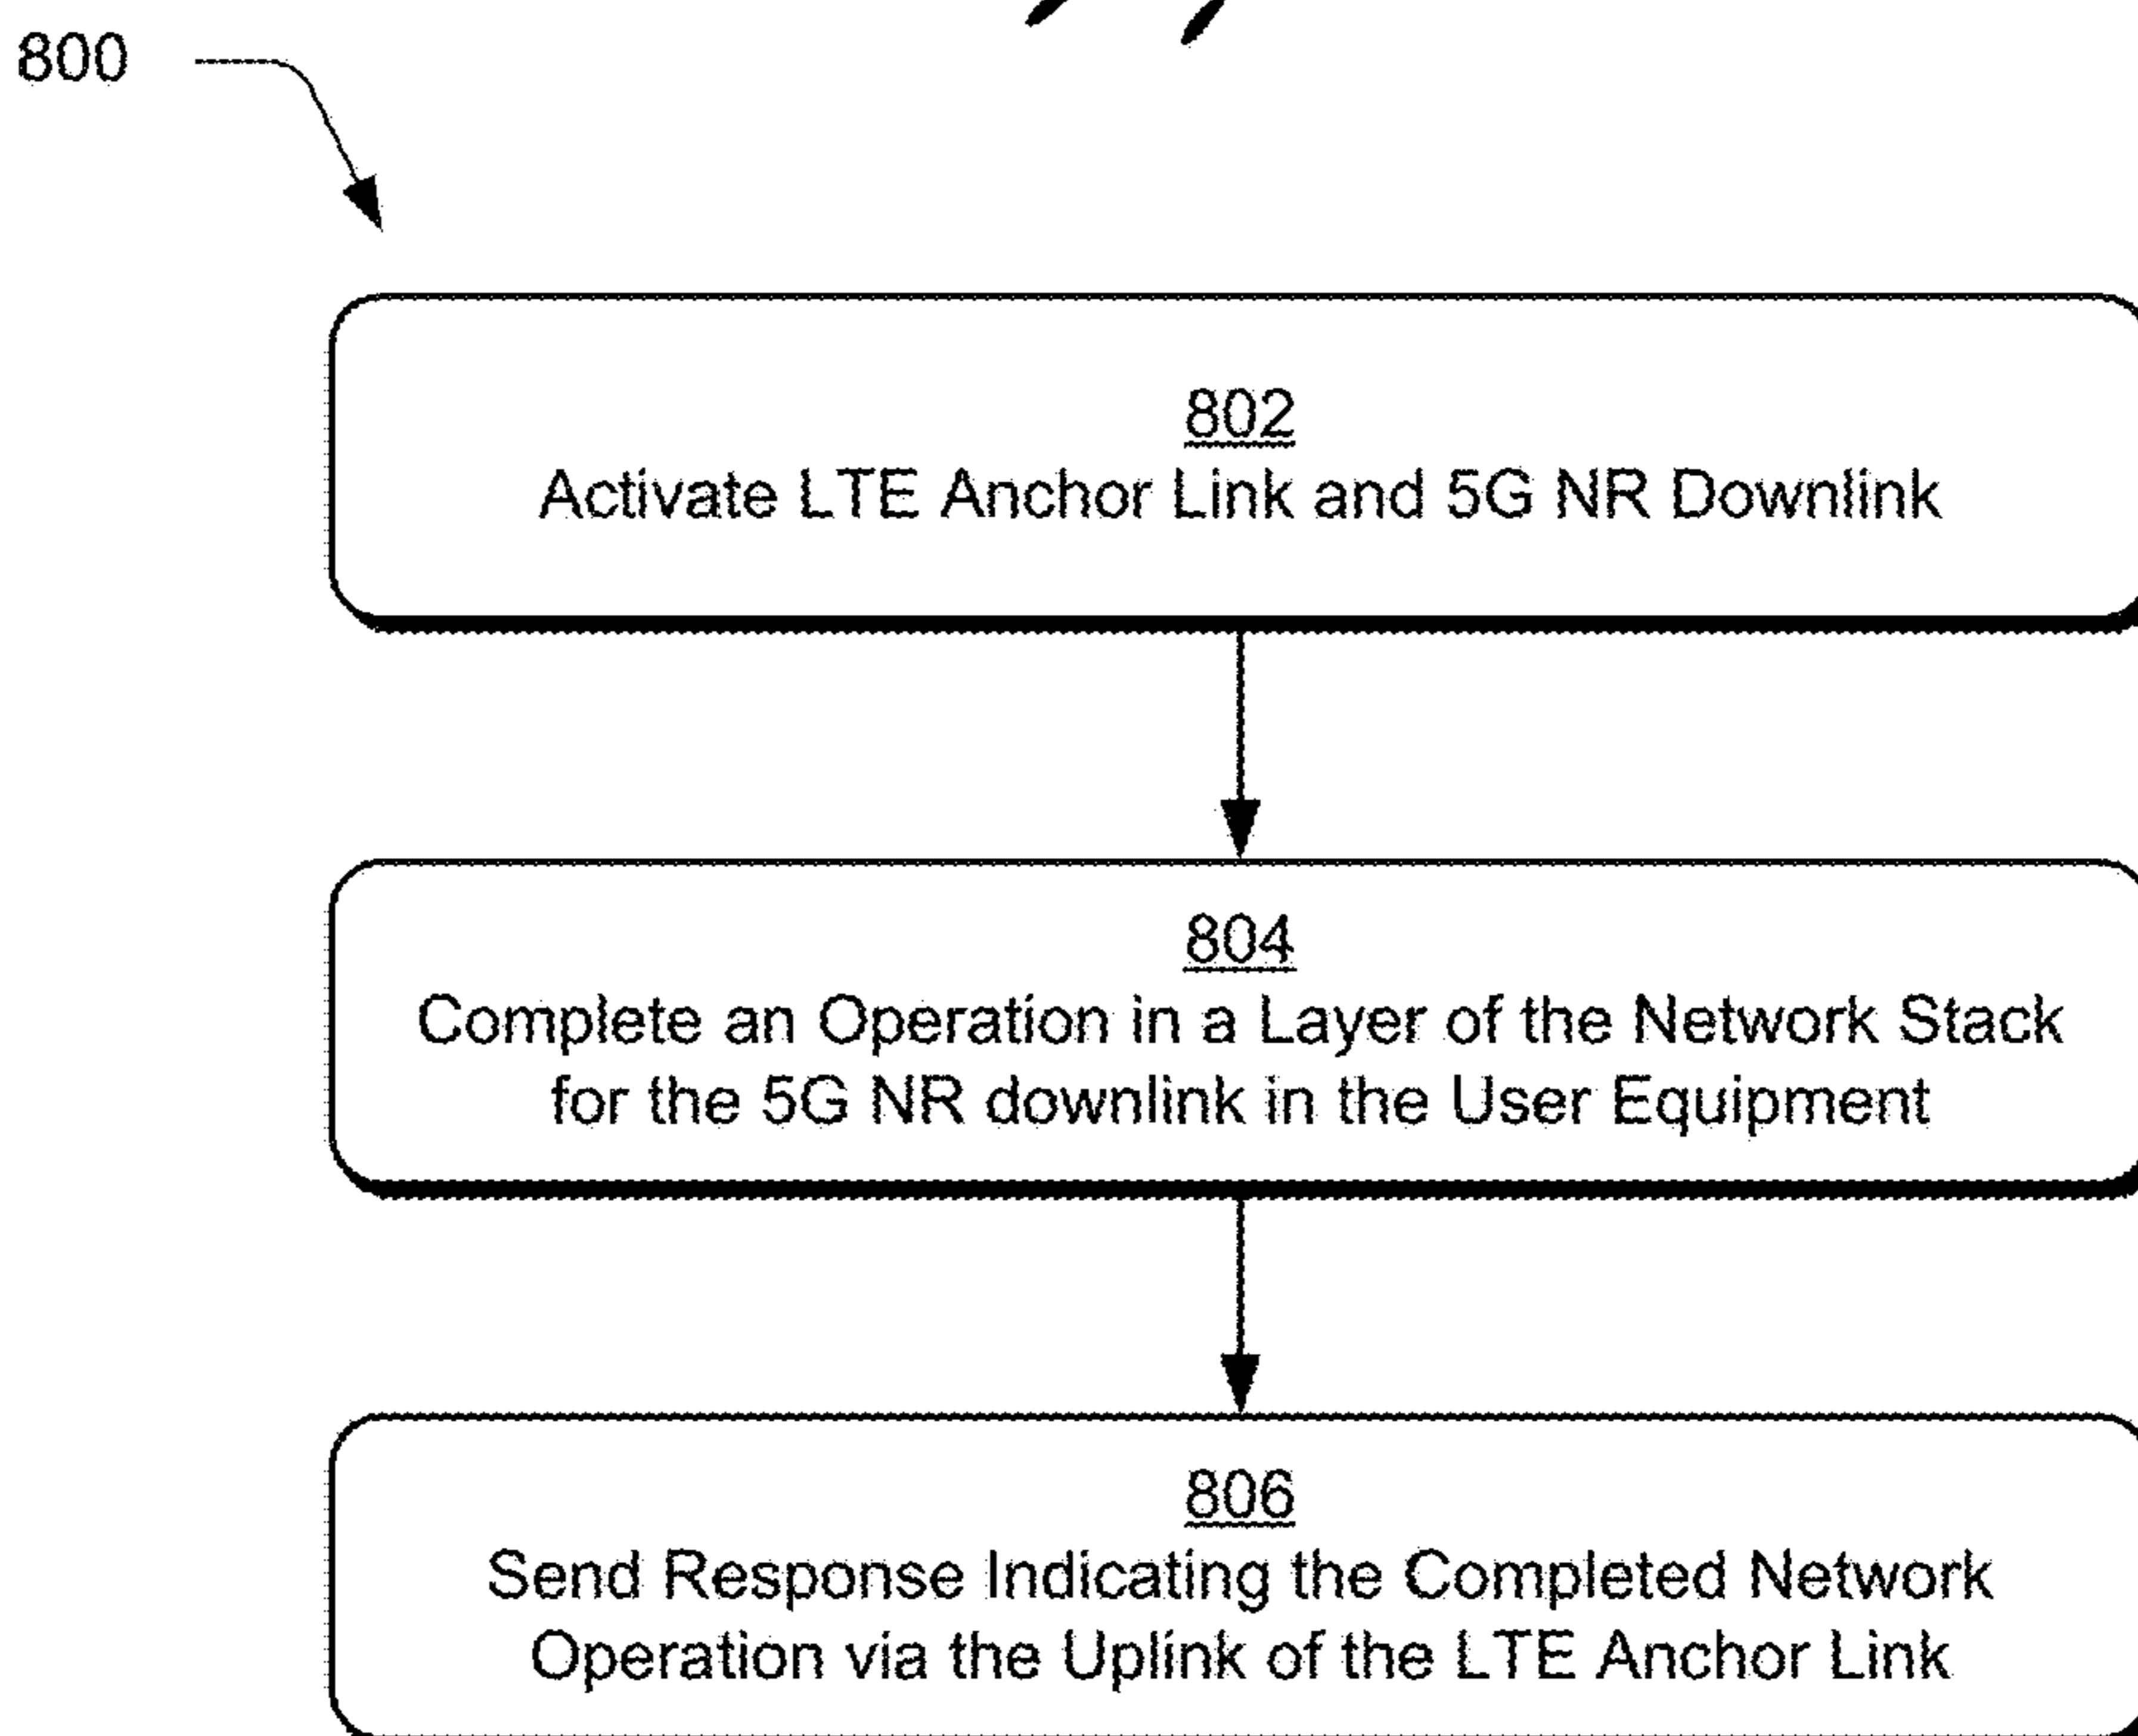 800
802
Activate LTE Anchor Link and 5G NR Downlink
804
Complete an Operation in a Layer of the Network Stack
for the 5G NR downlink in the User Equipment
806
Send Response Indicating the Completed Network
Operation via the Uplink of the LTE Anchor Link